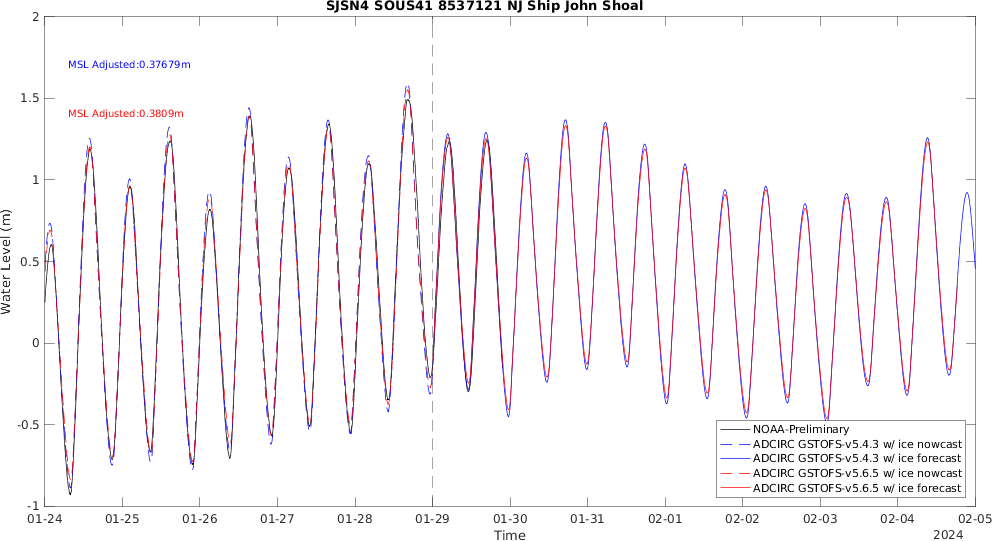 SJSN4 SOUS41 8537121 NJ Ship John Shoal
2
MSL Adjusted:0.37679m
1.5
MSL Adjusted:0.3809m
1
0.5
Water Level (m)
0
-0.5
-1
NOAA-Preliminary
ADCIRC GSTOFS-v5.4.3 w/ ice nowcast
ADCIRC GSTOFS-v5.4.3 w/ ice forecast
ADCIRC GSTOFS-v5.6.5 w/ ice nowcast
ADCIRC GSTOFS-v5.6.5 w/ ice forecast
01-24 01-25 01-26 01-27 01-28 01-29 01-30 01-31 02-01 02-02 02-03 02-04 02-05
Time
2024